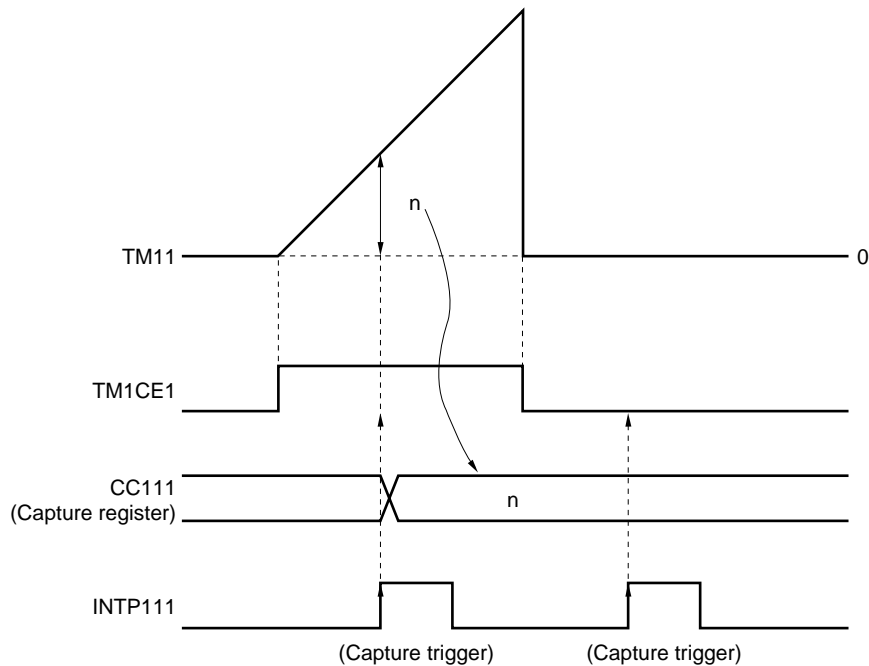 n
TM11
0
TM1CE1
CC111
(Capture register)
n
INTP111
(Capture trigger)
(Capture trigger)